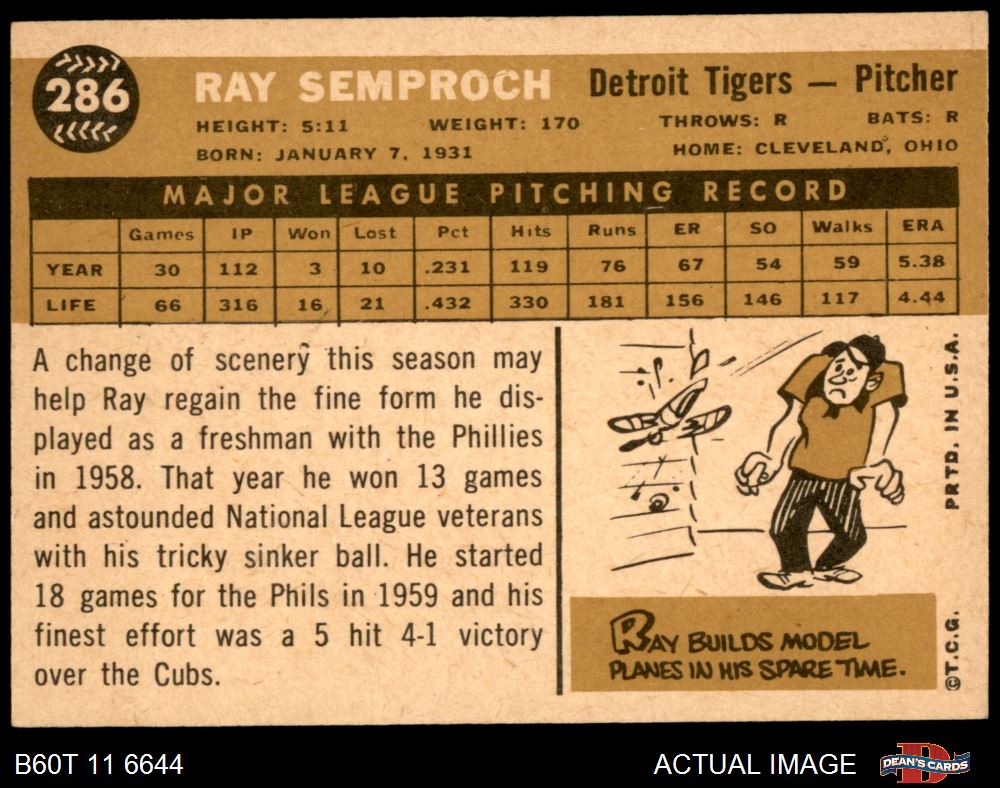 286
RAY SEMPROCH Detroit Tigers — Pitcher
HEIGHT: 5:11 WEIGHT: 170 THROWS: R BATS: R
BORN: JANUARY 7, 1931 HOME: CLEVELAND, OHIO
MAJOR LEAGUE PITCHING RECORD
Games IP Won Lost Pct Hits Runs ER SO Walks ERA
YEAR 30 112 3 10 .231 119 76 67 54 59 5.38
LIFE 66 316 16 21 .432 330 181 156 146 117 4.44
A change of scenery this season may
help Ray regain the fine form he dis-
played as a freshman with the Phillies
in 1958. That year he won 13 games
and astounded National League veterans
with his tricky sinker ball. He started
18 games for the Phils in 1959 and his
finest effort was a 5 hit 4-1 victory
over the Cubs.
RAY BUILDS MODEL
PLANES IN HIS SPARE TIME.
©T.C.G. PRTD. IN U.S.A.
B60T 11 6644 ACTUAL IMAGE DEAN'S CARDS